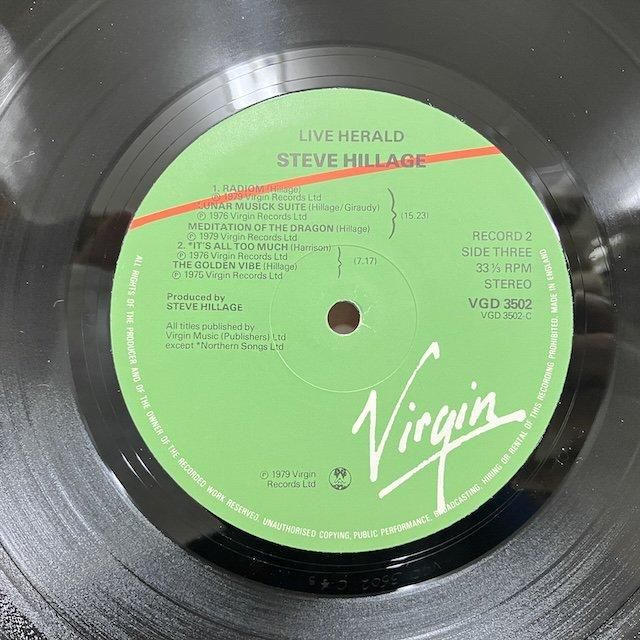 LIVE HERALD
STEVE HILLAGE
1. RADIOM (Hillage)
℗ 1979 Virgin Records Ltd
LUNAR MUSICK SUITE (Hillage/Giraudy)
℗ 1976 Virgin Records Ltd
(15.23)
MEDITATION OF THE DRAGON (Hillage)
℗ 1979 Virgin Records Ltd
2. *IT'S ALL TOO MUCH (Harrison)
℗ 1976 Virgin Records Ltd
(7.17)
THE GOLDEN VIBE (Hillage)
℗ 1975 Virgin Records Ltd
Produced by
STEVE HILLAGE
All titles published by
Virgin Music (Publishers) Ltd
except *Northern Songs Ltd
RECORD 2
SIDE THREE
33⅓ RPM
STEREO
VGD 3502
VGD 3502-C
Virgin
℗ 1979 Virgin
Records Ltd
ALL RIGHTS OF THE PRODUCER AND OF THE OWNER OF THE RECORDED WORK RESERVED. UNAUTHORISED COPYING, PUBLIC PERFORMANCE, BROADCASTING, HIRING OR RENTAL OF THIS RECORDING PROHIBITED. MADE IN ENGLAND